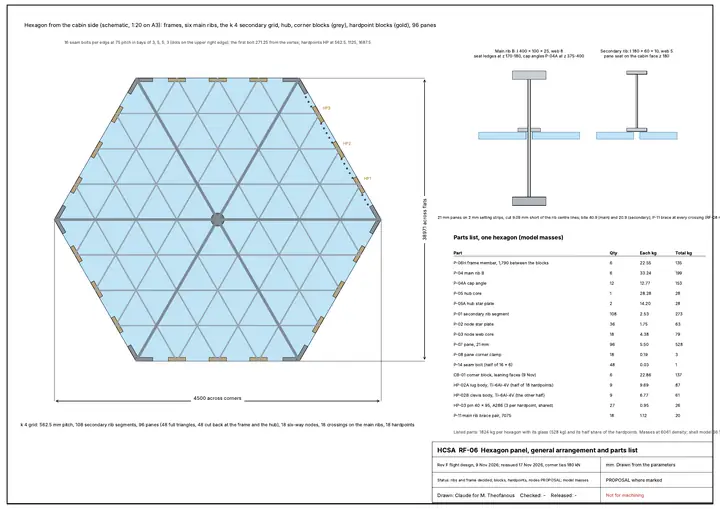 Hexagon from the cabin side (schematic, 1:20 on A3): frames, six main ribs, the k 4 secondary grid, hub, corner blocks (grey), hardpoint blocks (gold), 96 panes
16 seam bolts per edge at 75 pitch in bays of 3, 5, 5, 3 (dots on the upper right edge), the first bolt 271.25 from the corner, hardpoints HP at 562.5, 1125, 1687.5
Main rib B: I 400 × 100 × 20, web 8
seat ledges at z 170-180, cap angles P-04A at z 375-400
Secondary rib: I 180 × 60 × 10, web 5
pane seat on the cabin face z 180
HP3
HP2
HP1
3897.1 across flats
4500 across corners
21 mm panes on 2 mm setting strips, cut 9.09 mm short of the rib centre lines; bite 40.9 (main) and 20.9 (secondary); P-11 brace at every crossing
Parts list, one hexagon (model masses)
Part Qty Each kg Total kg
P-06H frame member, 1,790 between the blocks 6 22.55 135
P-04 main rib B 6 33.24 199
P-04A cap angle 12 12.77 153
P-05 hub core 1 28.28 28
P-05A hub star plate 2 14.20 28
P-01 secondary rib segment 108 2.53 273
P-02 node star plate 36 1.75 63
P-03 node web core 18 4.38 79
P-07 pane, 21 mm 96 5.50 528
P-08 pane corner clamp 18 0.16 3
P-14 seam bolt (half of 16 × 6) 48 0.03 1
CB-01 corner block, leaning faces (9 Nov) 6 22.86 137
HP-02A lug body, Ti-6Al-4V (half of 18 hardpoints) 9 9.69 87
HP-02B clevis body, Ti-6Al-4V (the other half) 9 6.77 61
HP-03 pin 60 × 95, A286 (3 per hardpoint, shared) 27 0.95 26
P-11 main rib brace pair, 7075 18 1.12 20
k 4 grid: 562.5 mm pitch, 108 secondary rib segments, 96 panes (48 full triangles, 48 cut back at the frame and the hub), 18 six-way nodes, 18 crossings on the main ribs, 18 hardpoints
Listed parts: 1824 kg per hexagon with its glass (528 kg) and its half share of the hardpoints. Masses at 6061 density; shell model
HCSA RF-06 Hexagon panel, general arrangement and parts list
Rev F flight design, 9 Nov 2026, reissued 17 Nov 2026, corner ties 180 kN
mm. Drawn from the parameters
Status: ribs and frame decided, blocks, hardpoints, nodes PROPOSAL, model masses
PROPOSAL where marked
Drawn: Claude for M. Theofanous Checked: - Released: -
Not for machining